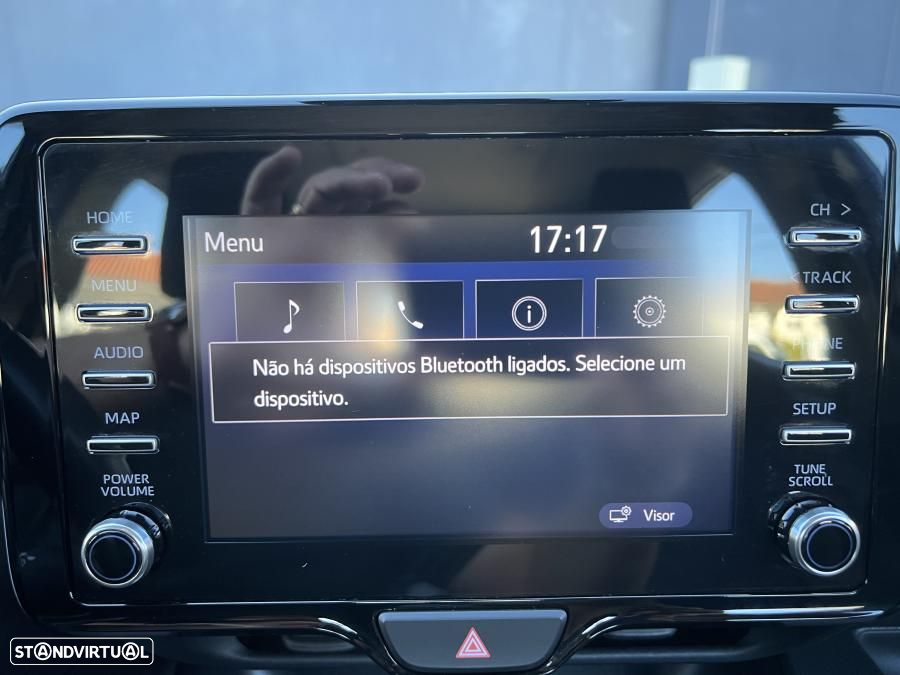 HOME
MENU
AUDIO
MAP
POWER
VOLUME
Menu
17:17
Não há dispositivos Bluetooth ligados. Selecione um
dispositivo.
Visor
CH >
< TRACK
PHONE
SETUP
TUNE
SCROLL
STANDVIRTUAL